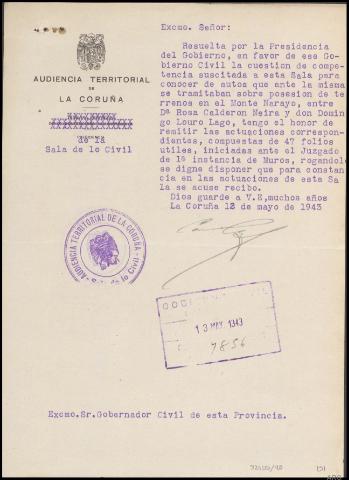 Excmo. Señor:
Resuelta por la Presidencia
del Gobierno, en favor de ese Go-
bierno Civil la cuestion de compe-
tencia suscitada a esta Sala para
conocer de autos que ante la misma
se tramitaban sobre posesion de te
rrenos en el Monte Narayo, entre
Dª Rosa Calderon Neira y don Domin
go Louro Lago, tengo el honor de
remitir las actuaciones correspon-
dientes, compuestas de 47 folios
utiles, iniciadas ante el Juzgado
de 1ª instancia de Muros, rogandole
se digne disponer que para constan
cia en las actuaciones de esta Sa
la se acuse recibo.
Dios guarde a V.E,muchos años
La Coruña 12 de mayo de 1943
AUDIENCIA TERRITORIAL
DE
LA CORUÑA
de la
Sala de lo Civil
AUDIENCIA TERRITORIAL DE LA CORUÑA
Sala de lo Civil
13 MAY. 1943
7856
Excmo.Sr.Gobernador Civil de esta Provincia.